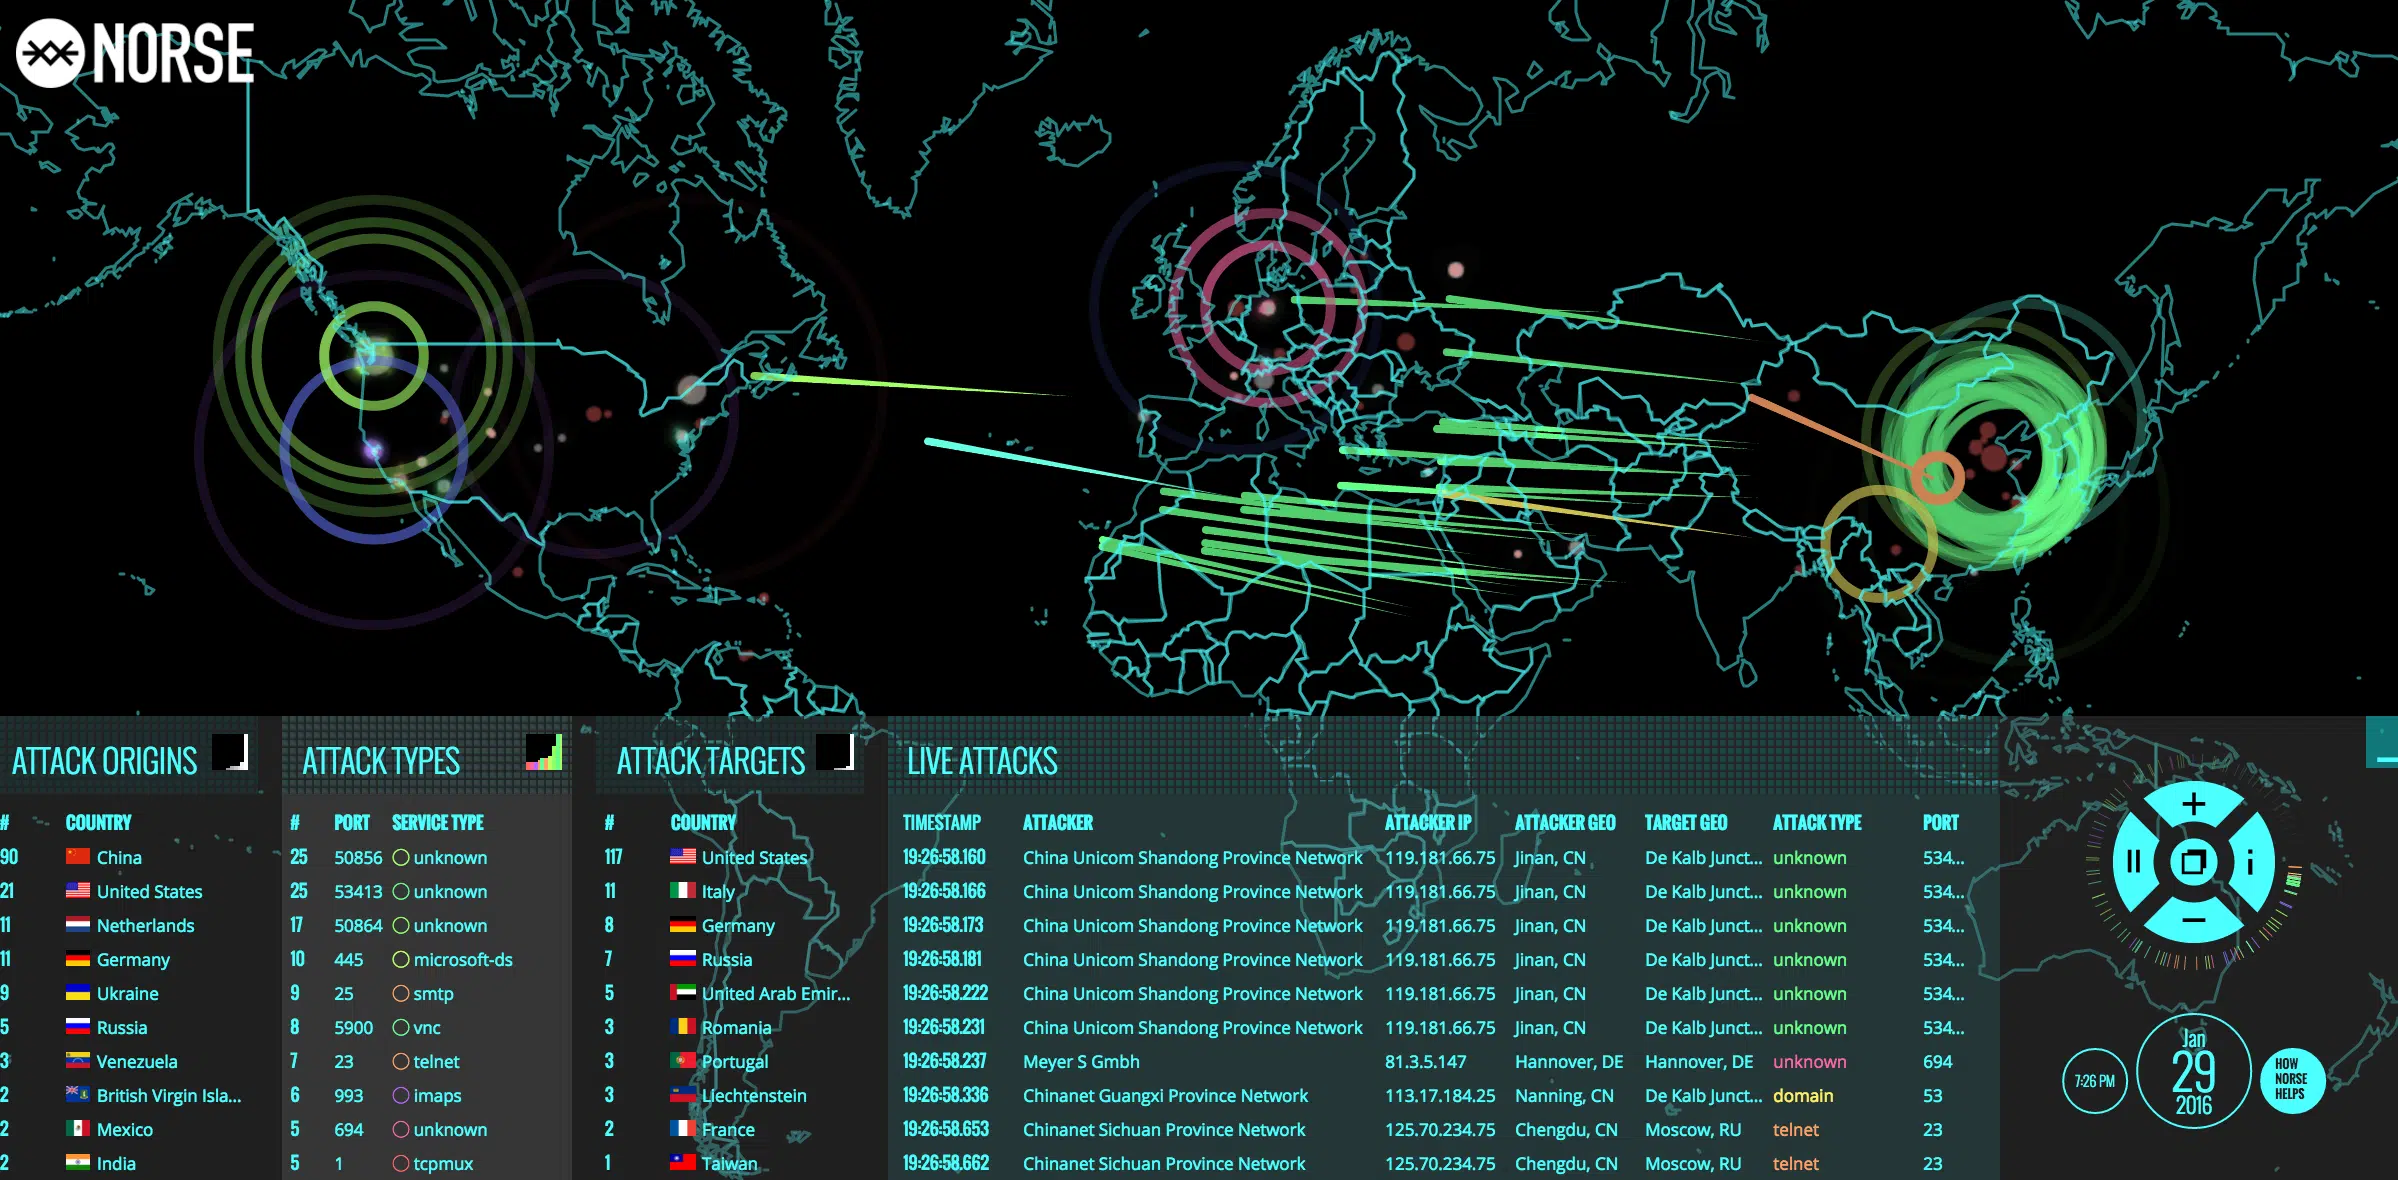 NORSE
ATTACK ORIGINS
# COUNTRY
90 China
21 United States
11 Netherlands
11 Germany
9 Ukraine
5 Russia
3 Venezuela
2 British Virgin Isla...
2 Mexico
2 India
ATTACK TYPES
# PORT SERVICE TYPE
25 50856 unknown
25 53413 unknown
17 50864 unknown
10 445 microsoft-ds
9 25 smtp
8 5900 vnc
7 23 telnet
6 993 imaps
5 694 unknown
5 1 tcpmux
ATTACK TARGETS
# COUNTRY
117 United States
11 Italy
8 Germany
7 Russia
5 United Arab Emir...
3 Romania
3 Portugal
3 Liechtenstein
2 France
1 Taiwan
LIVE ATTACKS
TIMESTAMP ATTACKER ATTACKER IP ATTACKER GEO TARGET GEO ATTACK TYPE PORT
19:26:58.160 China Unicom Shandong Province Network 119.181.66.75 Jinan, CN De Kalb Junct... unknown 534...
19:26:58.166 China Unicom Shandong Province Network 119.181.66.75 Jinan, CN De Kalb Junct... unknown 534...
19:26:58.173 China Unicom Shandong Province Network 119.181.66.75 Jinan, CN De Kalb Junct... unknown 534...
19:26:58.181 China Unicom Shandong Province Network 119.181.66.75 Jinan, CN De Kalb Junct... unknown 534...
19:26:58.222 China Unicom Shandong Province Network 119.181.66.75 Jinan, CN De Kalb Junct... unknown 534...
19:26:58.231 China Unicom Shandong Province Network 119.181.66.75 Jinan, CN De Kalb Junct... unknown 534...
19:26:58.237 Meyer S Gmbh 81.3.5.147 Hannover, DE Hannover, DE unknown 694
19:26:58.336 Chinanet Guangxi Province Network 113.17.184.25 Nanning, CN De Kalb Junct... domain 53
19:26:58.653 Chinanet Sichuan Province Network 125.70.234.75 Chengdu, CN Moscow, RU telnet 23
19:26:58.662 Chinanet Sichuan Province Network 125.70.234.75 Chengdu, CN Moscow, RU telnet 23
+
i
−
7:26 PM
Jan
29
2016
HOW
NORSE
HELPS